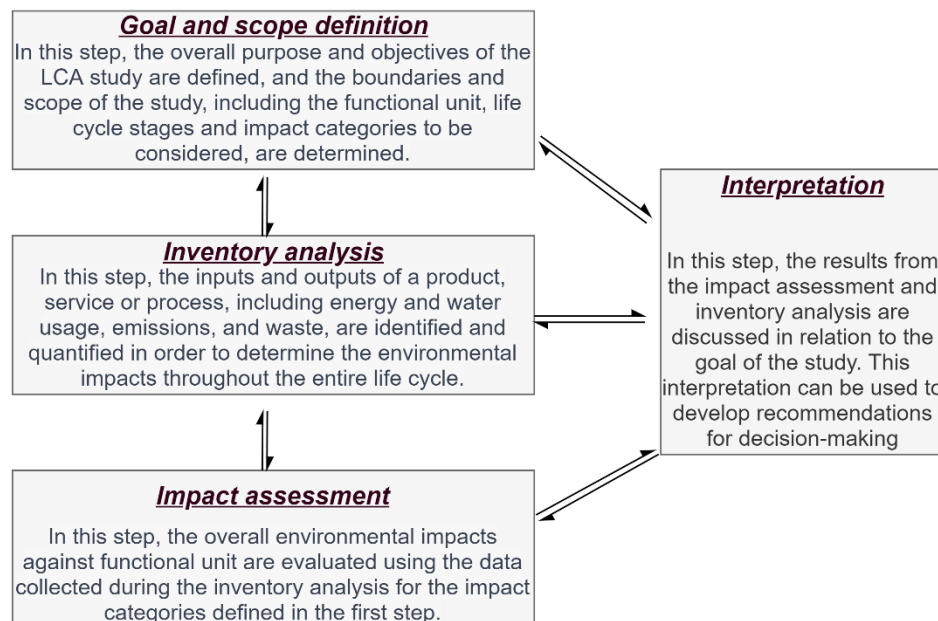 Goal and scope definition
In this step, the overall purpose and objectives of the
LCA study are defined, and the boundaries and
scope of the study, including the functional unit, life
cycle stages and impact categories to be
considered, are determined.
Inventory analysis
In this step, the inputs and outputs of a product,
service or process, including energy and water
usage, emissions, and waste, are identified and
quantified in order to determine the environmental
impacts throughout the entire life cycle.
Impact assessment
In this step, the overall environmental impacts
against functional unit are evaluated using the data
collected during the inventory analysis for the impact
categories defined in the first step.
Interpretation
In this step, the results from
the impact assessment and
inventory analysis are
discussed in relation to the
goal of the study. This
interpretation can be used to
develop recommendations
for decision-making